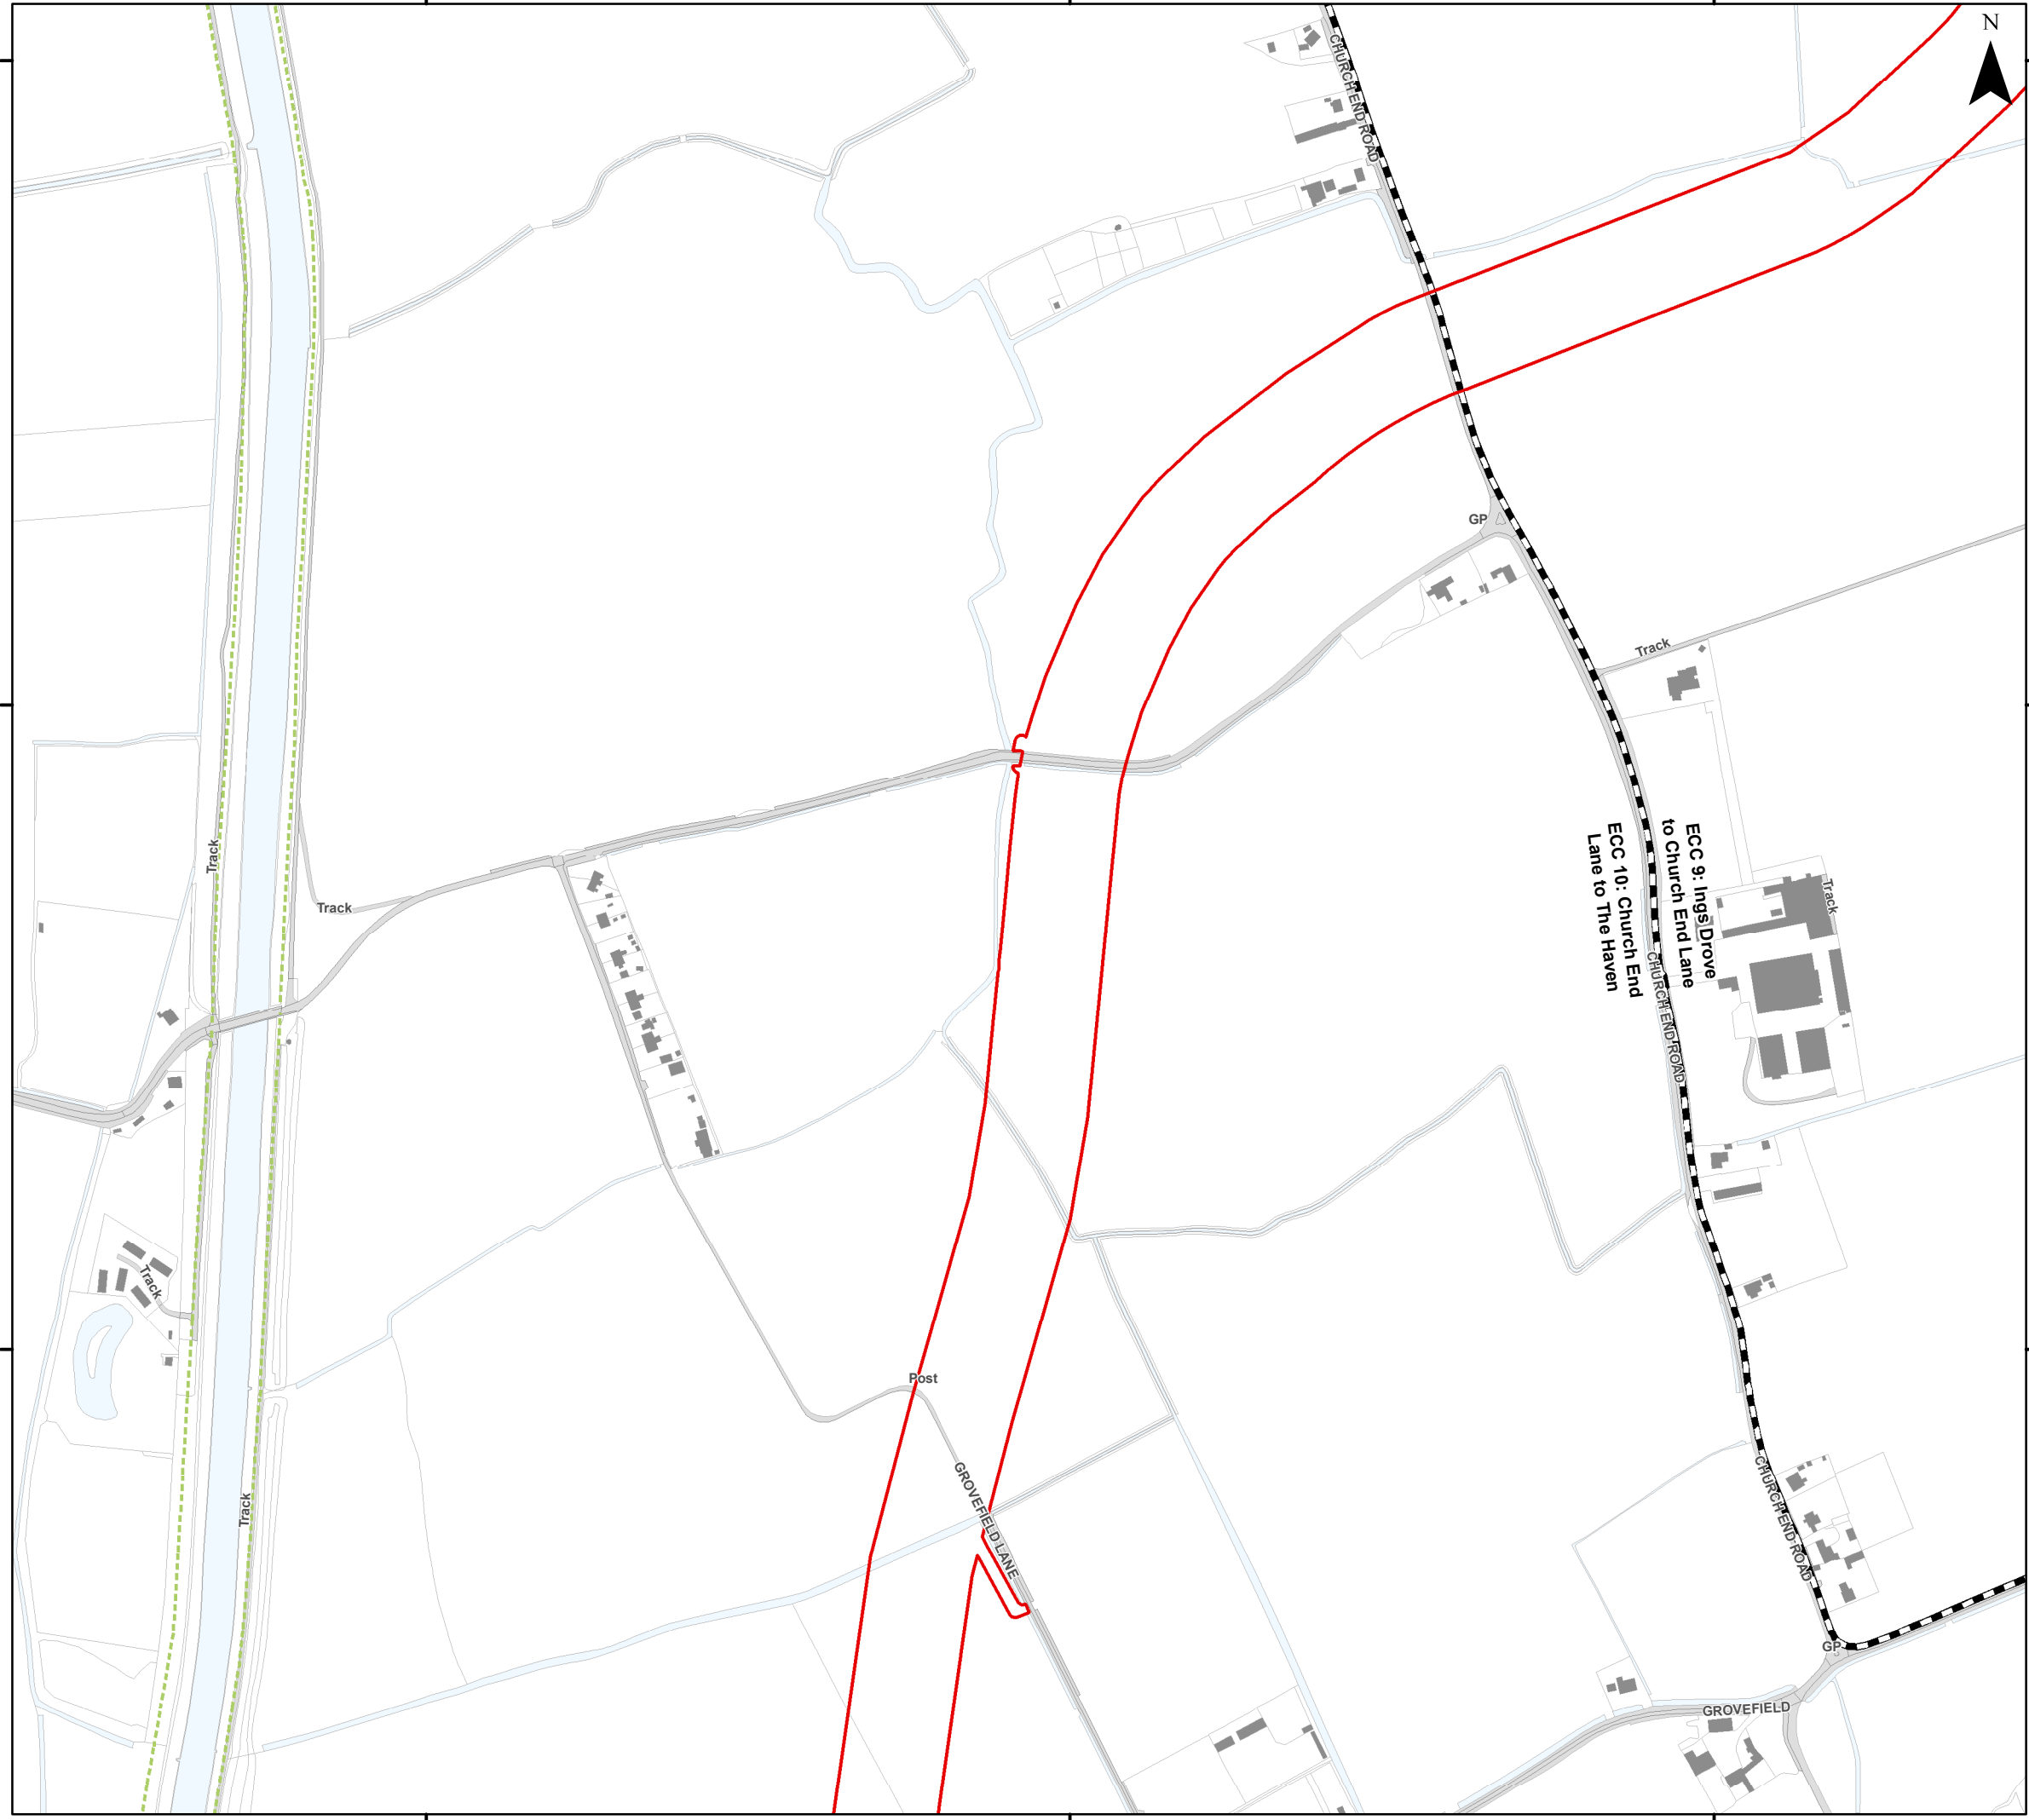 N
CHURCH END ROAD
GP
Track
ECC 9: Ings Drove
to Church End Lane
ECC 10: Church End
Lane to The Haven
Track
Track
Track
CHURCH END ROAD
Track
Post
GROVEFIELD LANE
Track
CHURCH END ROAD
GP
GROVEFIELD